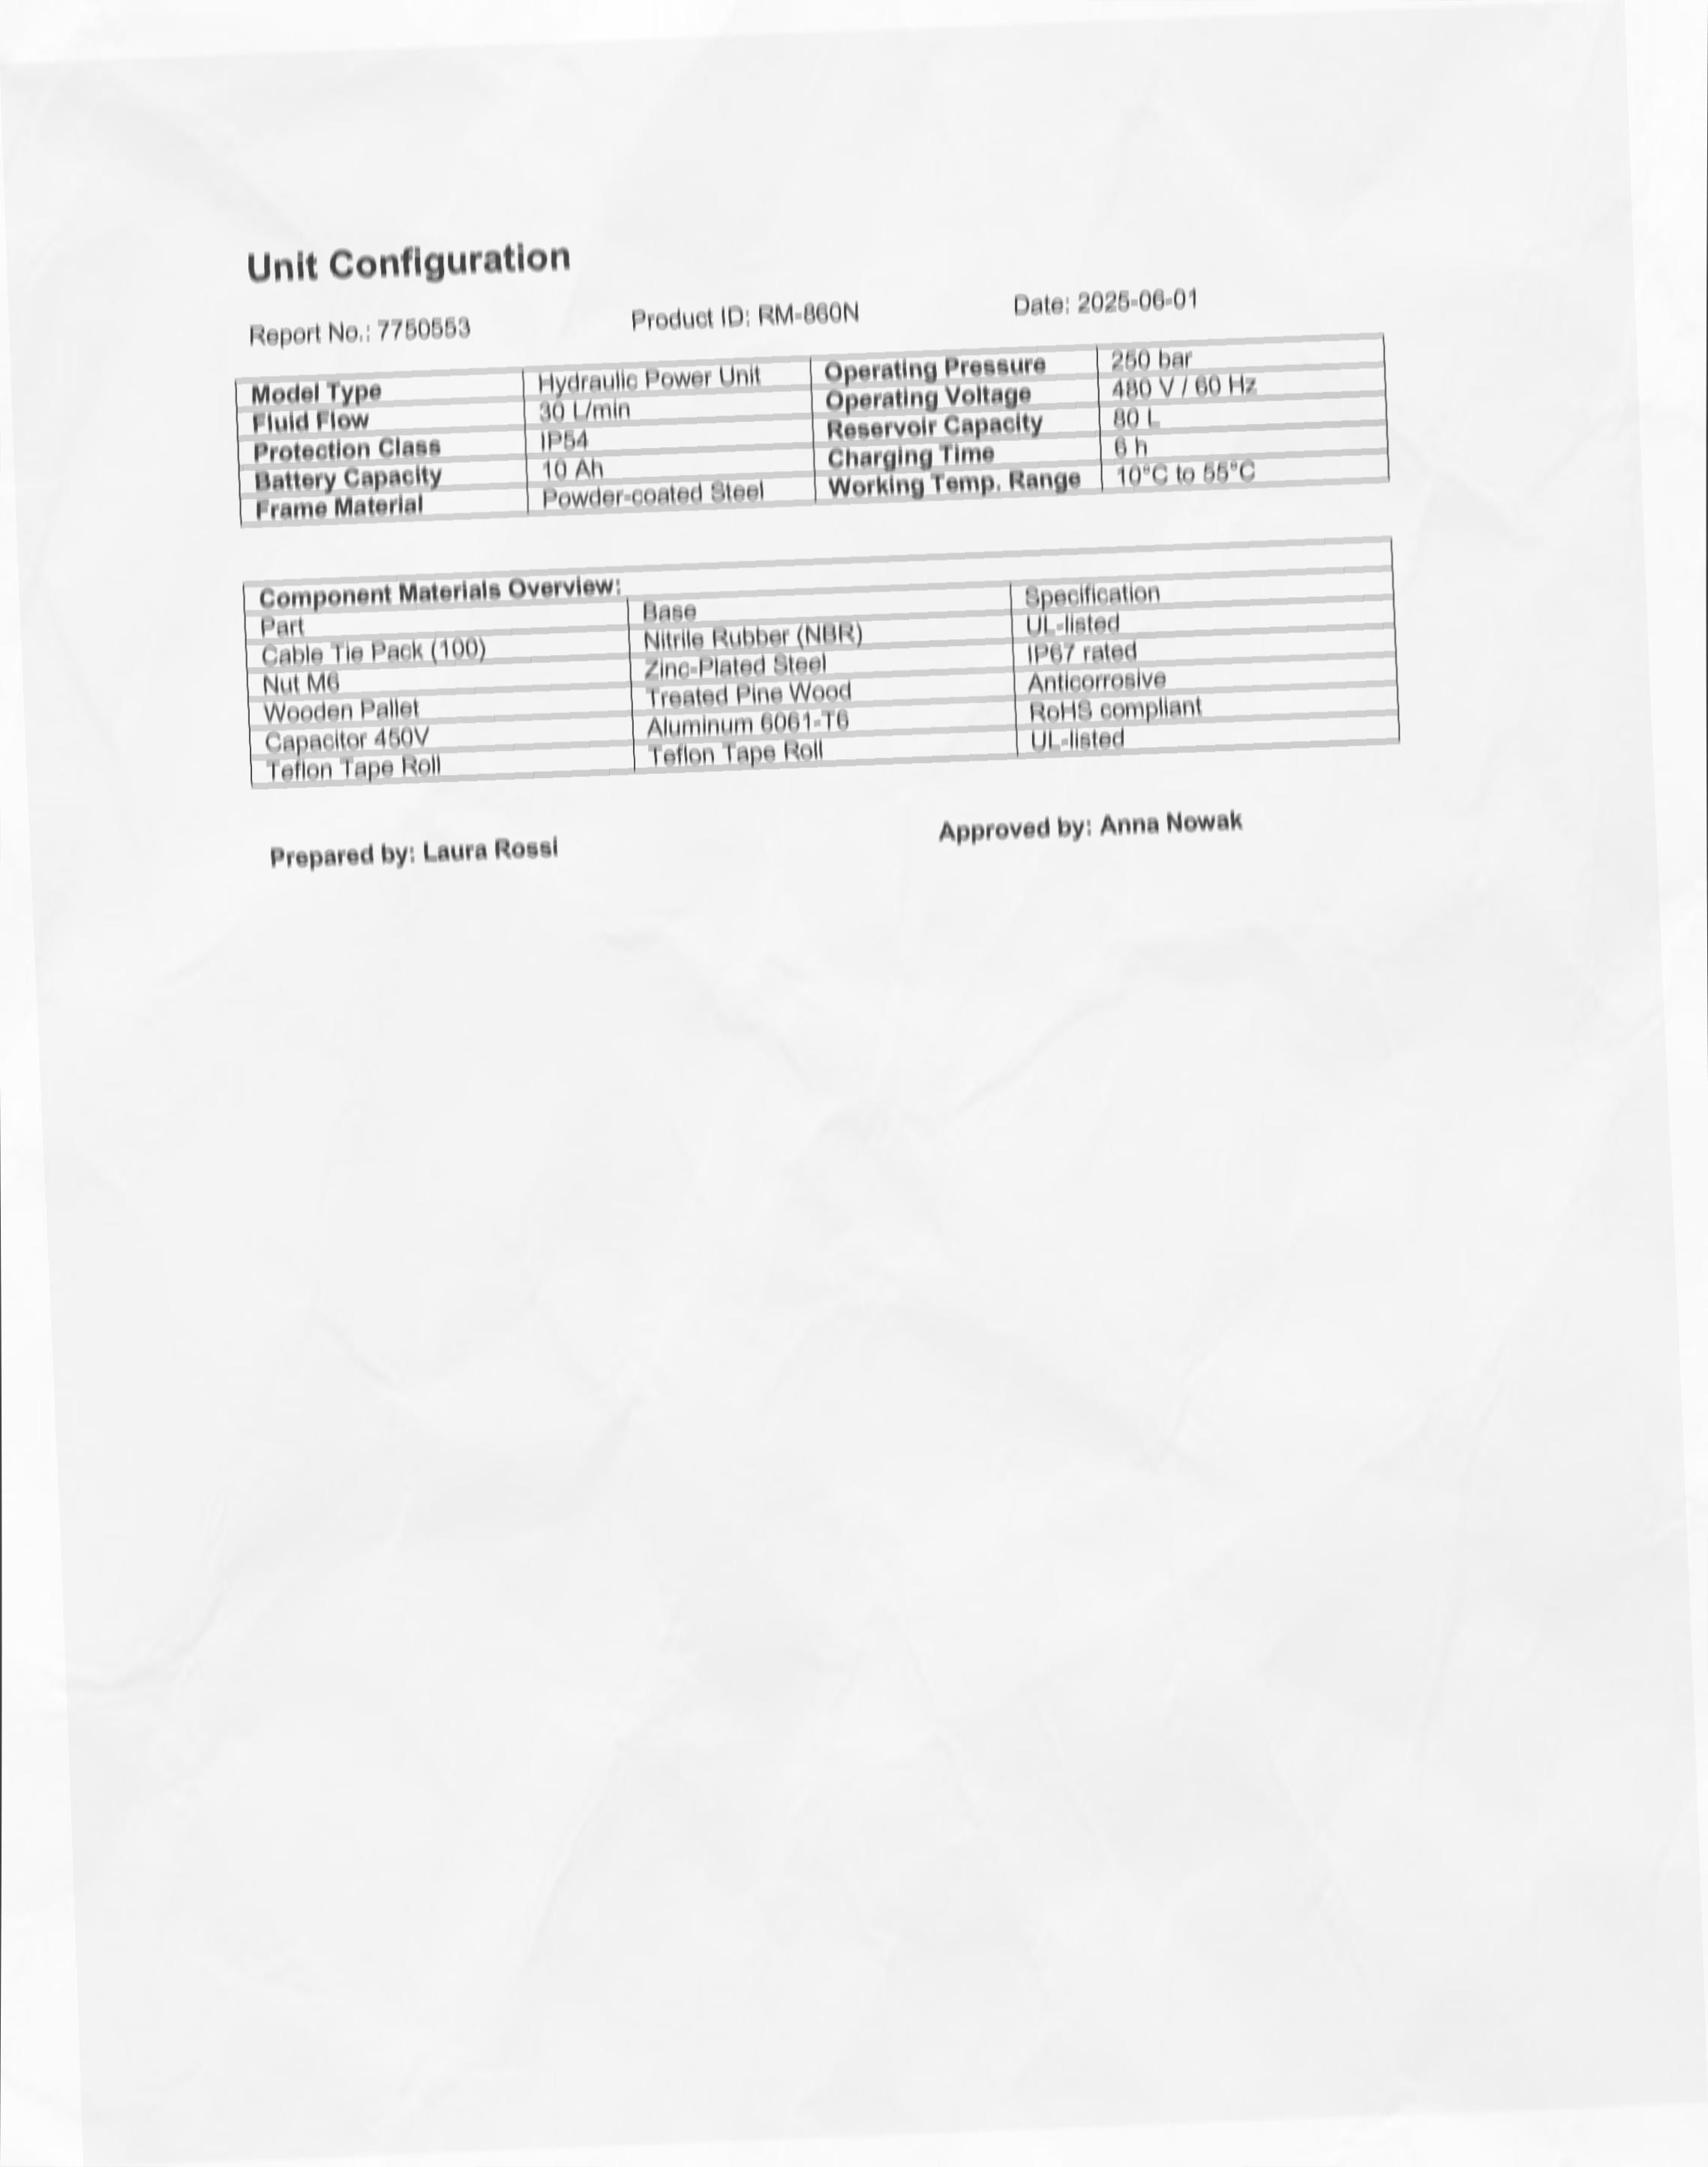 Unit Configuration
Report No.: 7750553 Product ID: RM-860N Date: 2025-06-01
Model Type Hydraulic Power Unit Operating Pressure 250 bar
Fluid Flow 30 L/min Operating Voltage 480 V / 60 Hz
Protection Class IP54 Reservoir Capacity 80 L
Battery Capacity 10 Ah Charging Time 6 h
Frame Material Powder-coated Steel Working Temp. Range 10°C to 55°C
Component Materials Overview:
Part Base Specification
Cable Tie Pack (100) Nitrile Rubber (NBR) UL-listed
Nut M6 Zinc-Plated Steel IP67 rated
Wooden Pallet Treated Pine Wood Anticorrosive
Capacitor 450V Aluminum 6061-T6 RoHS compliant
Teflon Tape Roll Teflon Tape Roll UL-listed
Prepared by: Laura Rossi Approved by: Anna Nowak